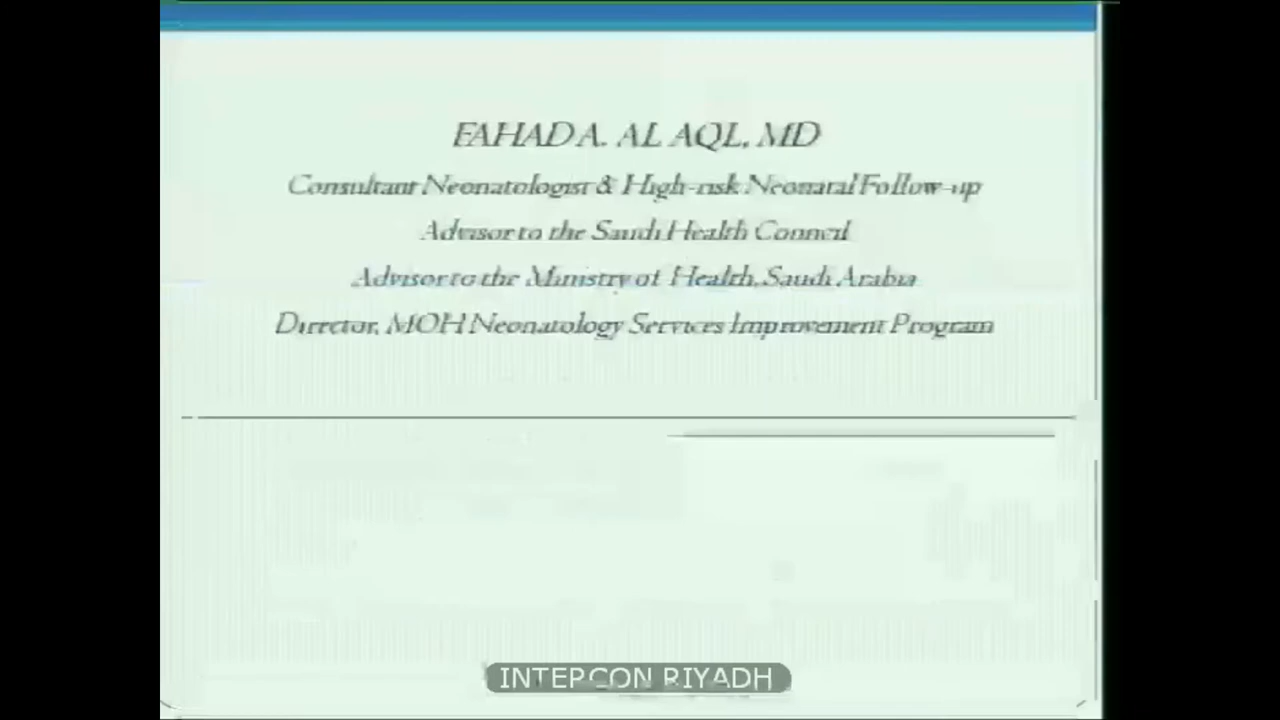 FAHAD A. AL AQL, MD
Consultant Neonatologist & High-risk Neonatal Follow-up
Advisor to the Saudi Health Council
Advisor to the Ministry of Health, Saudi Arabia
Director, MOH Neonatology Services Improvement Program
INTERCON RIYADH